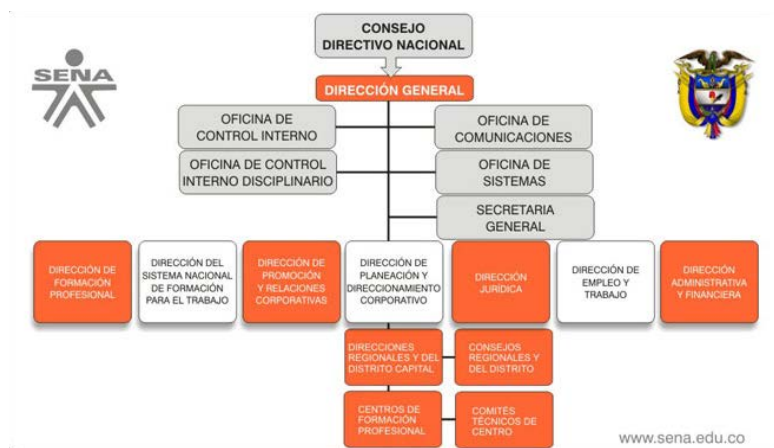 CONSEJO
DIRECTIVO NACIONAL
SENA
DIRECCIÓN GENERAL
OFICINA DE
CONTROL INTERNO
OFICINA DE
COMUNICACIONES
OFICINA DE CONTROL
INTERNO DISCIPLINARIO
OFICINA DE
SISTEMAS
SECRETARIA
GENERAL
DIRECCIÓN DE
FORMACIÓN
PROFESIONAL
DIRECCIÓN DEL
SISTEMA NACIONAL
DE FORMACIÓN
PARA EL TRABAJO
DIRECCIÓN DE
PROMOCIÓN
Y RELACIONES
CORPORATIVAS
DIRECCIÓN DE
PLANEACIÓN Y
DIRECCIONAMIENTO
CORPORATIVO
DIRECCIÓN
JURÍDICA
DIRECCIÓN DE
EMPLEO Y
TRABAJO
DIRECCIÓN
ADMINISTRATIVA
Y FINANCIERA
DIRECCIONES
REGIONALES Y DEL
DISTRITO CAPITAL
CONSEJOS
REGIONALES Y
DEL DISTRITO
CENTROS DE
FORMACIÓN
PROFESIONAL
COMITÉS
TÉCNICOS DE
CENTRO
www.sena.edu.co